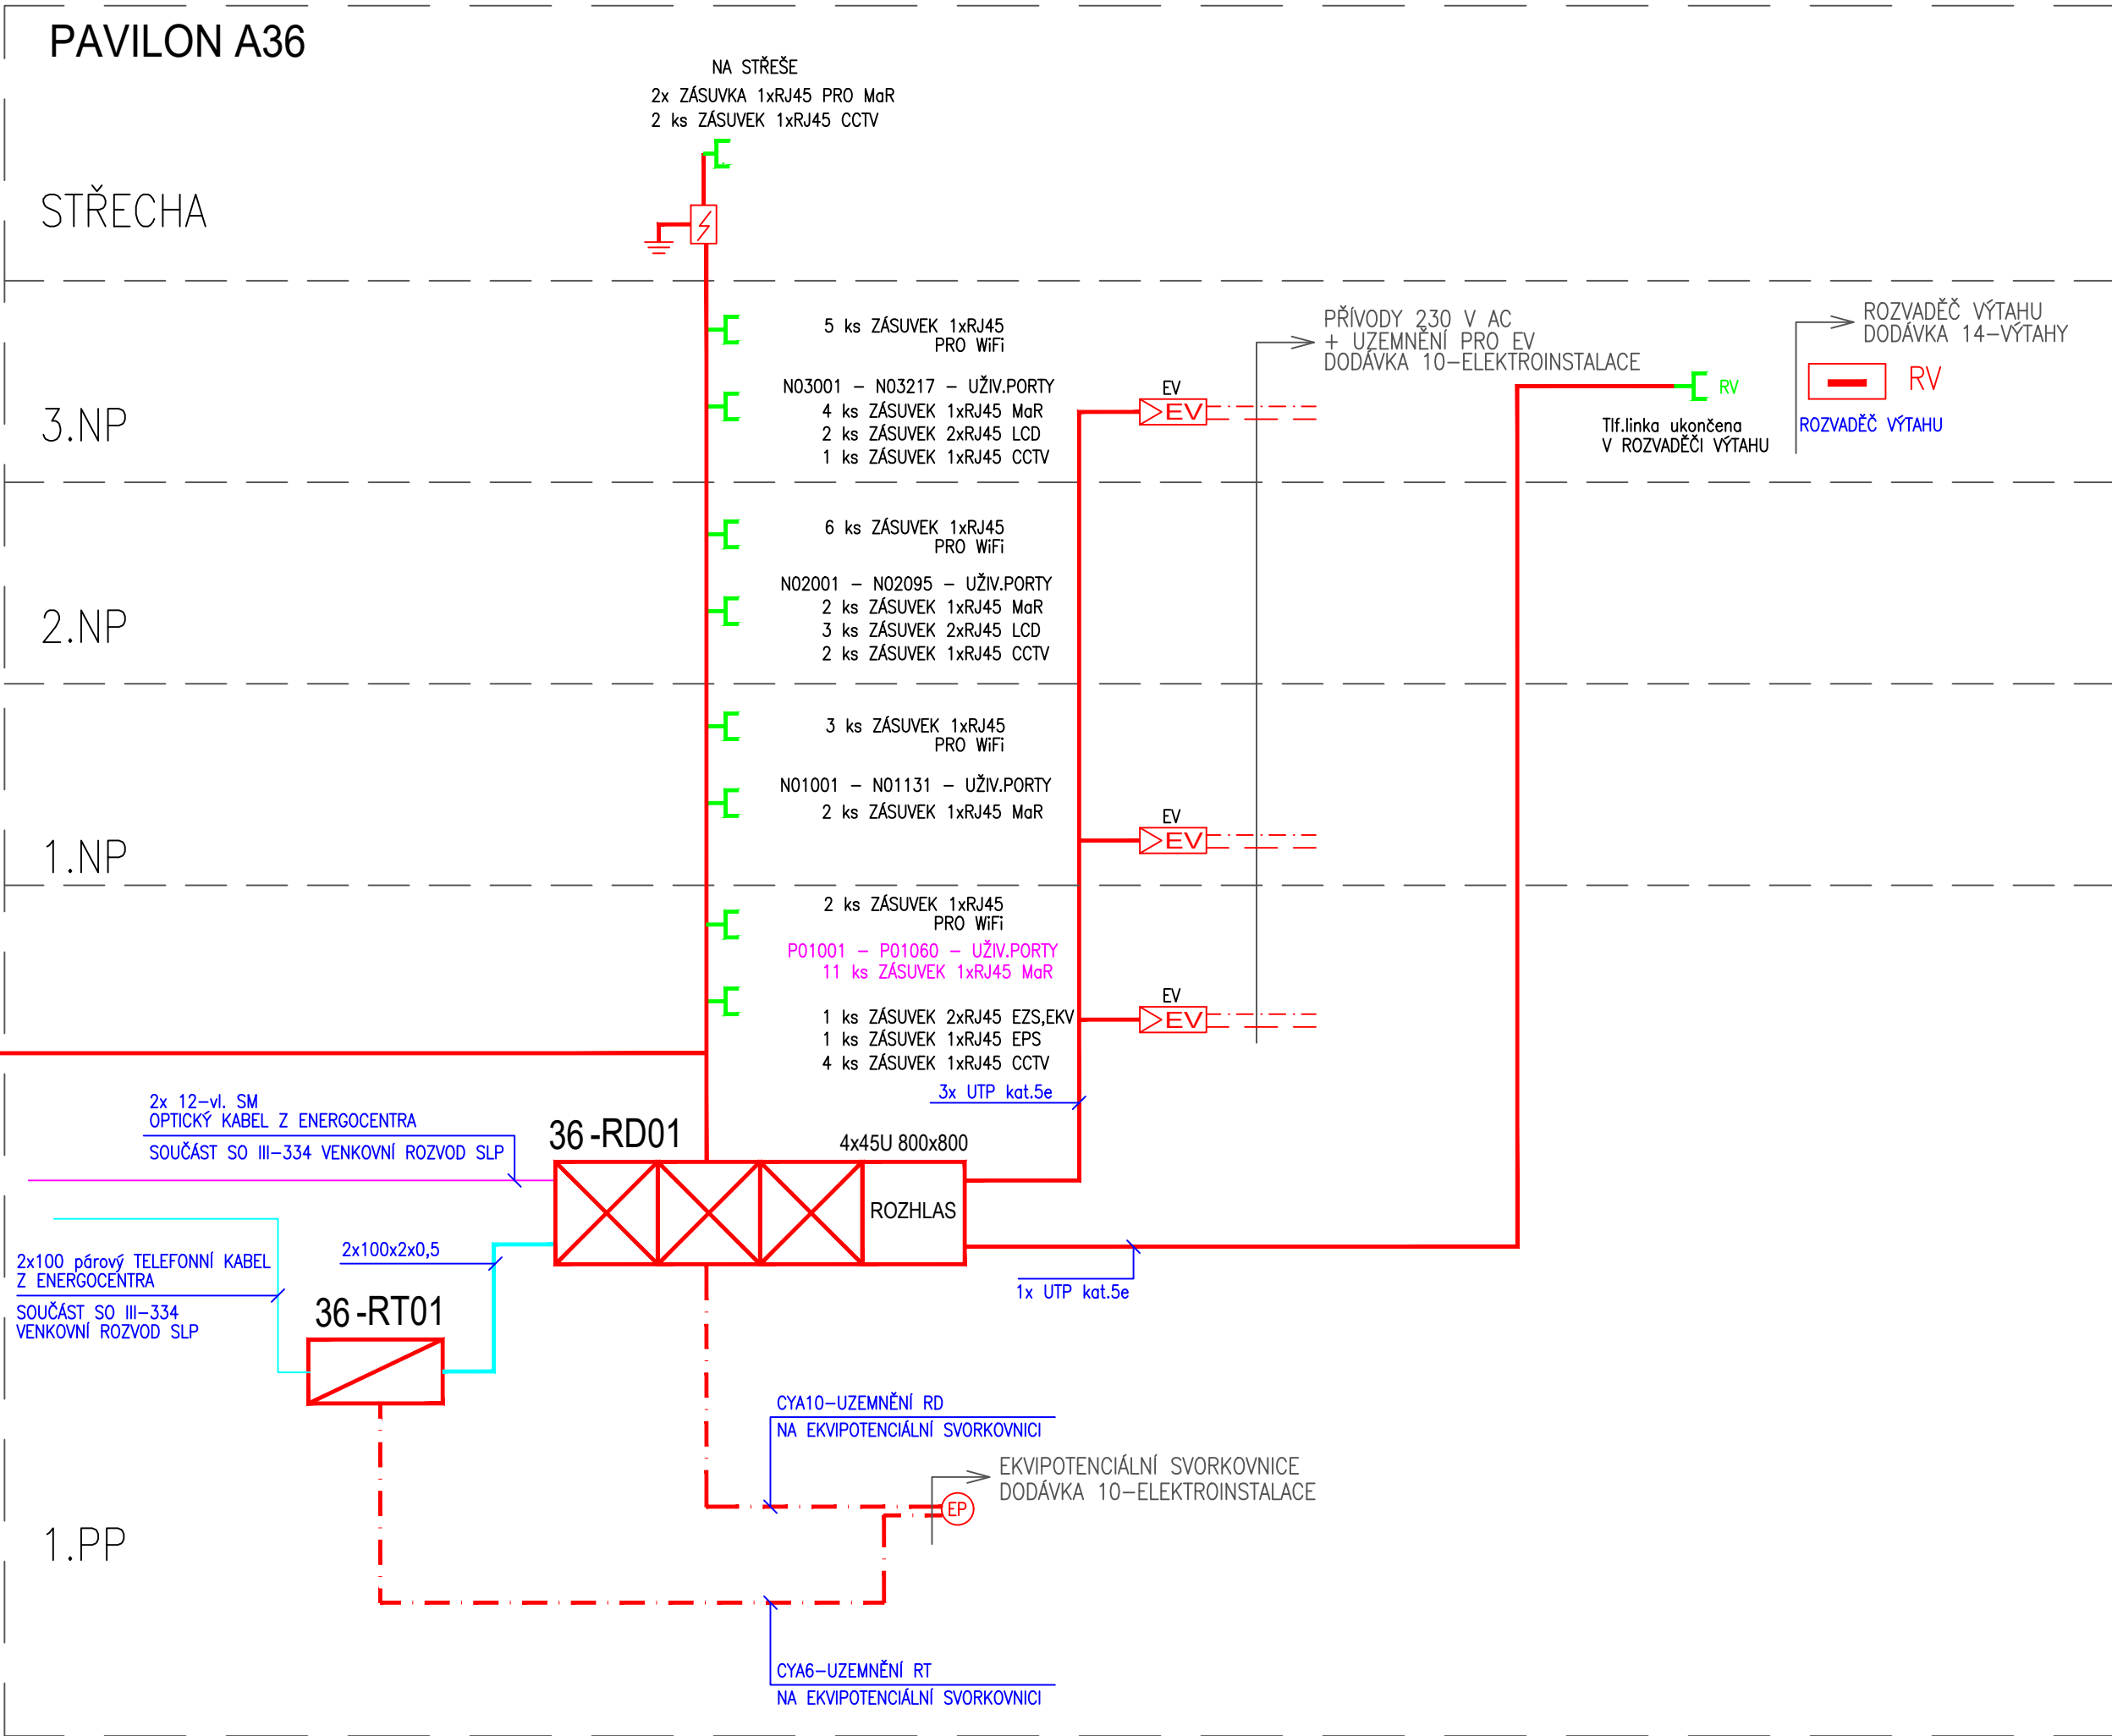 PAVILON A36
NA STŘEŠE
2x ZÁSUVKA 1xRJ45 PRO MaR
2 ks ZÁSUVEK 1xRJ45 CCTV
STŘECHA
5 ks ZÁSUVEK 1xRJ45
PRO WiFi
N03001 – N03217 – UŽIV.PORTY
4 ks ZÁSUVEK 1xRJ45 MaR
2 ks ZÁSUVEK 2xRJ45 LCD
1 ks ZÁSUVEK 1xRJ45 CCTV
3.NP
EV
EV
PŘÍVODY 230 V AC
+ UZEMNĚNÍ PRO EV
DODÁVKA 10–ELEKTROINSTALACE
RV
Tlf.linka ukončena
V ROZVADĚČI VÝTAHU
ROZVADĚČ VÝTAHU
DODÁVKA 14–VÝTAHY
RV
ROZVADĚČ VÝTAHU
6 ks ZÁSUVEK 1xRJ45
PRO WiFi
N02001 – N02095 – UŽIV.PORTY
2 ks ZÁSUVEK 1xRJ45 MaR
3 ks ZÁSUVEK 2xRJ45 LCD
2 ks ZÁSUVEK 1xRJ45 CCTV
2.NP
3 ks ZÁSUVEK 1xRJ45
PRO WiFi
N01001 – N01131 – UŽIV.PORTY
2 ks ZÁSUVEK 1xRJ45 MaR
EV
EV
1.NP
2 ks ZÁSUVEK 1xRJ45
PRO WiFi
P01001 – P01060 – UŽIV.PORTY
11 ks ZÁSUVEK 1xRJ45 MaR
EV
EV
1 ks ZÁSUVEK 2xRJ45 EZS,EKV
1 ks ZÁSUVEK 1xRJ45 EPS
4 ks ZÁSUVEK 1xRJ45 CCTV
3x UTP kat.5e
2x 12–vl. SM
OPTICKÝ KABEL Z ENERGOCENTRA
SOUČÁST SO III–334 VENKOVNÍ ROZVOD SLP
36-RD01
4x45U 800x800
ROZHLAS
2x100x2x0,5
2x100 párový TELEFONNÍ KABEL
Z ENERGOCENTRA
SOUČÁST SO III–334
VENKOVNÍ ROZVOD SLP
1x UTP kat.5e
36-RT01
CYA10–UZEMNĚNÍ RD
NA EKVIPOTENCIÁLNÍ SVORKOVNICI
EKVIPOTENCIÁLNÍ SVORKOVNICE
DODÁVKA 10–ELEKTROINSTALACE
EP
1.PP
CYA6–UZEMNĚNÍ RT
NA EKVIPOTENCIÁLNÍ SVORKOVNICI